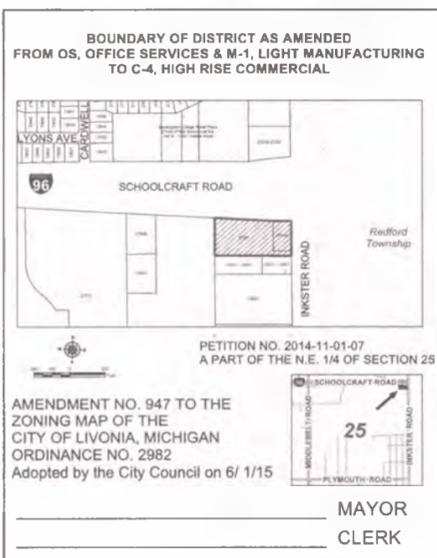 BOUNDARY OF DISTRICT AS AMENDED
FROM OS, OFFICE SERVICES & M-1, LIGHT MANUFACTURING
TO C-4, HIGH RISE COMMERCIAL
LYONS AVE
CARDWELL
96
SCHOOLCRAFT ROAD
INKSTER ROAD
Redford
Township
PETITION NO. 2014-11-01-07
A PART OF THE N.E. 1/4 OF SECTION 25
AMENDMENT NO. 947 TO THE
ZONING MAP OF THE
CITY OF LIVONIA, MICHIGAN
ORDINANCE NO. 2982
Adopted by the City Council on 6/ 1/15
SCHOOLCRAFT ROAD
MIDDLEBELT ROAD
25
INKSTER ROAD
PLYMOUTH ROAD
MAYOR
CLERK